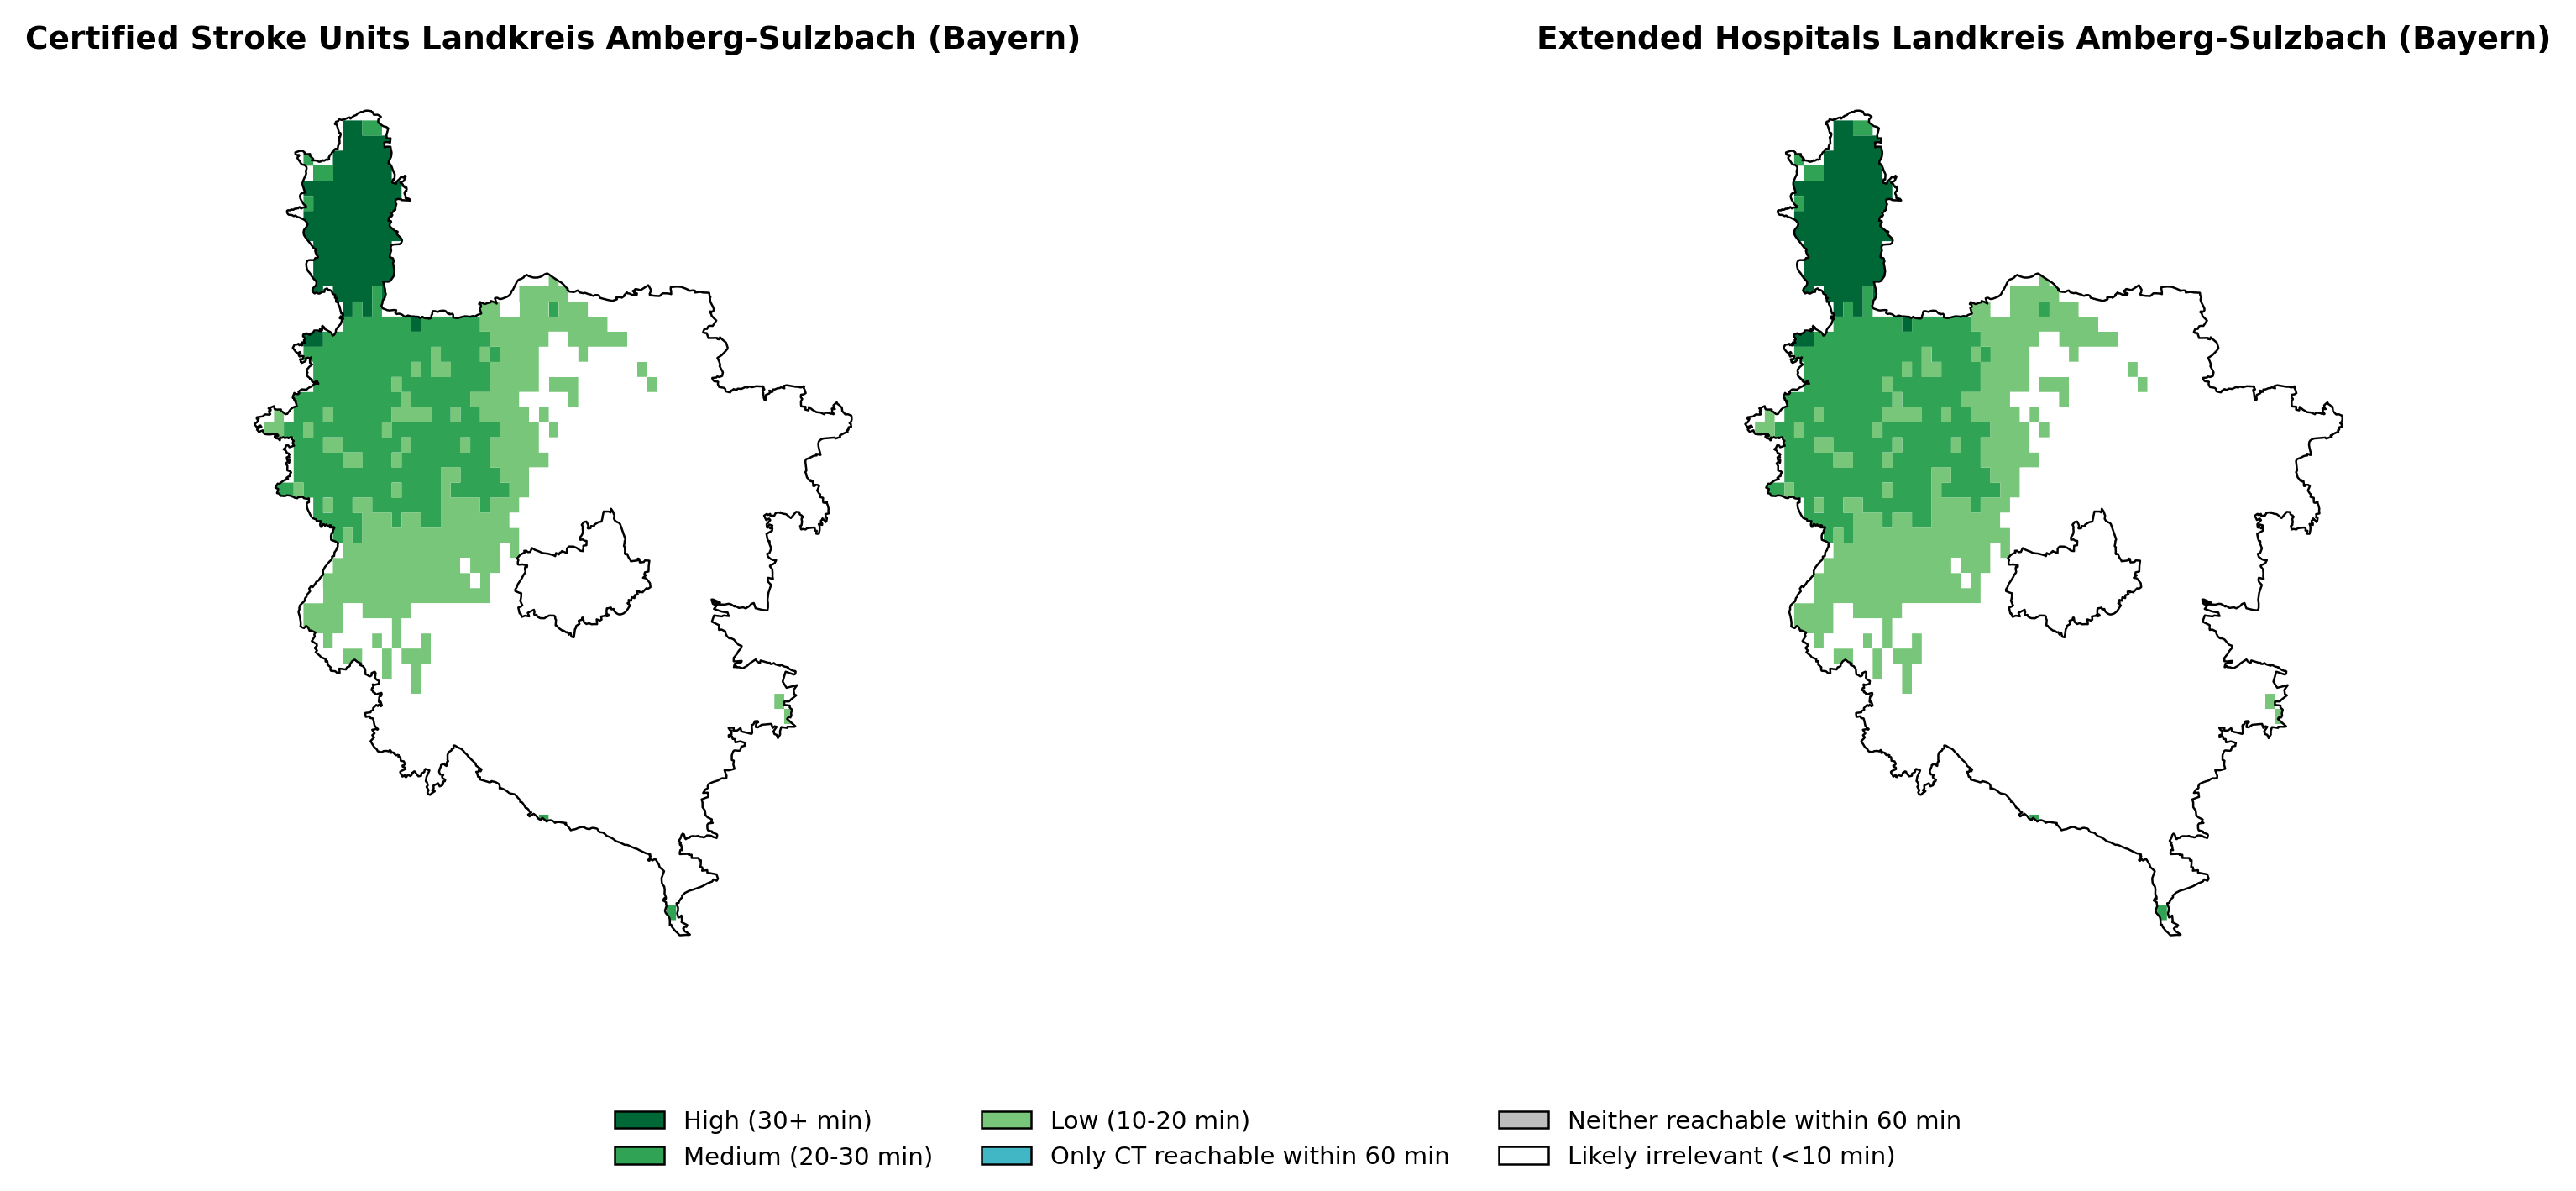 Certified Stroke Units Landkreis Amberg-Sulzbach (Bayern)
Extended Hospitals Landkreis Amberg-Sulzbach (Bayern)
High (30+ min)
Medium (20-30 min)
Low (10-20 min)
Only CT reachable within 60 min
Neither reachable within 60 min
Likely irrelevant (<10 min)